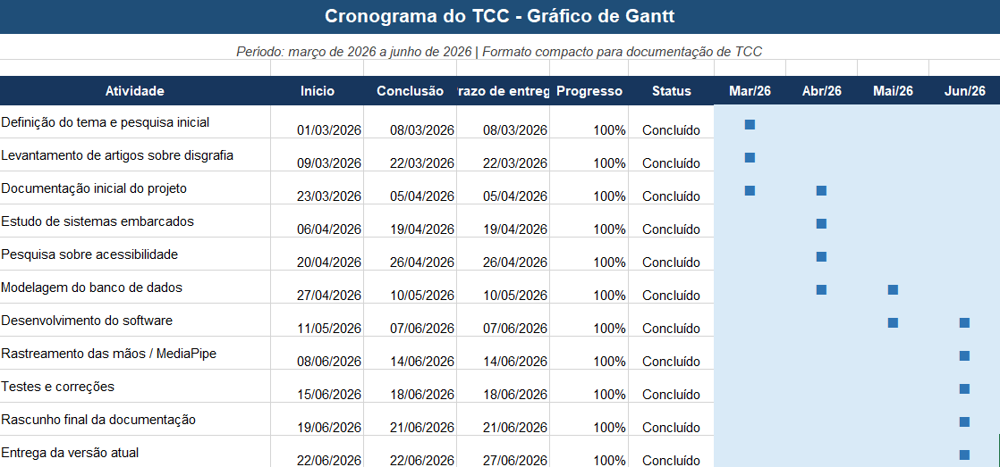 Cronograma do TCC - Gráfico de Gantt
Periodo: março de 2026 a junho de 2026 | Formato compacto para documentação de TCC
Atividade Início Conclusão razo de entreg Progresso Status Mar/26 Abr/26 Mai/26 Jun/26
Definição do tema e pesquisa inicial 01/03/2026 08/03/2026 08/03/2026 100% Concluído
Levantamento de artigos sobre disgrafia 09/03/2026 22/03/2026 22/03/2026 100% Concluído
Documentação inicial do projeto 23/03/2026 05/04/2026 05/04/2026 100% Concluído
Estudo de sistemas embarcados 06/04/2026 19/04/2026 19/04/2026 100% Concluído
Pesquisa sobre acessibilidade 20/04/2026 26/04/2026 26/04/2026 100% Concluído
Modelagem do banco de dados 27/04/2026 10/05/2026 10/05/2026 100% Concluído
Desenvolvimento do software 11/05/2026 07/06/2026 07/06/2026 100% Concluído
Rastreamento das mãos / MediaPipe 08/06/2026 14/06/2026 14/06/2026 100% Concluído
Testes e correções 15/06/2026 18/06/2026 18/06/2026 100% Concluído
Rascunho final da documentação 19/06/2026 21/06/2026 21/06/2026 100% Concluído
Entrega da versão atual 22/06/2026 22/06/2026 27/06/2026 100% Concluído